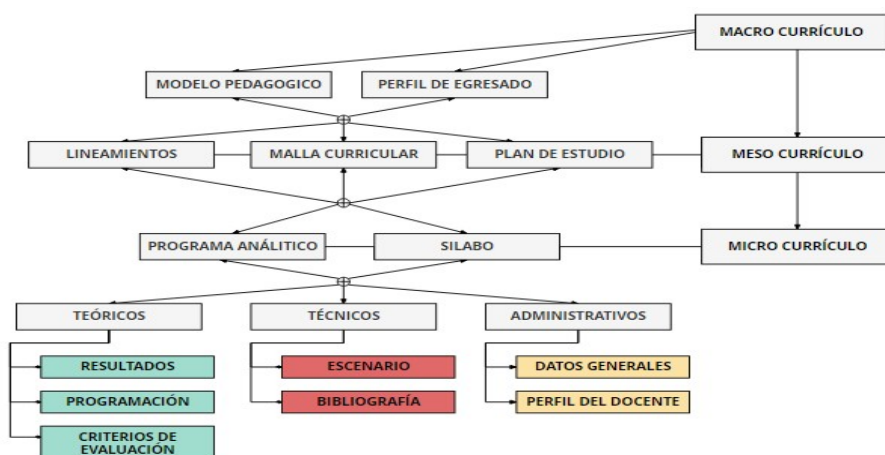 MACRO CURRÍCULO
MODELO PEDAGOGICO
PERFIL DE EGRESADO
LINEAMIENTOS
MALLA CURRICULAR
PLAN DE ESTUDIO
MESO CURRÍCULO
PROGRAMA ANÁLITICO
SILABO
MICRO CURRÍCULO
TEÓRICOS
TÉCNICOS
ADMINISTRATIVOS
RESULTADOS
ESCENARIO
DATOS GENERALES
PROGRAMACIÓN
BIBLIOGRAFÍA
PERFIL DEL DOCENTE
CRITERIOS DE
EVALUACIÓN